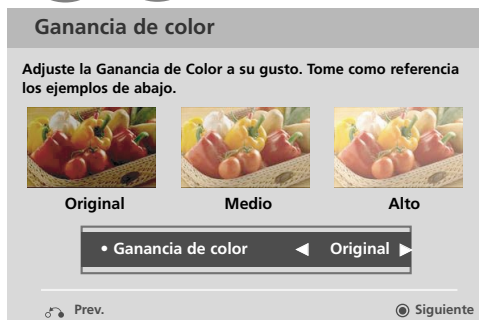 Ganancia de color
Adjuste la Ganancia de Color a su gusto. Tome como referencia
los ejemplos de abajo.
Original Medio Alto
• Ganancia de color ◀ Original ▶
Prev. Siguiente